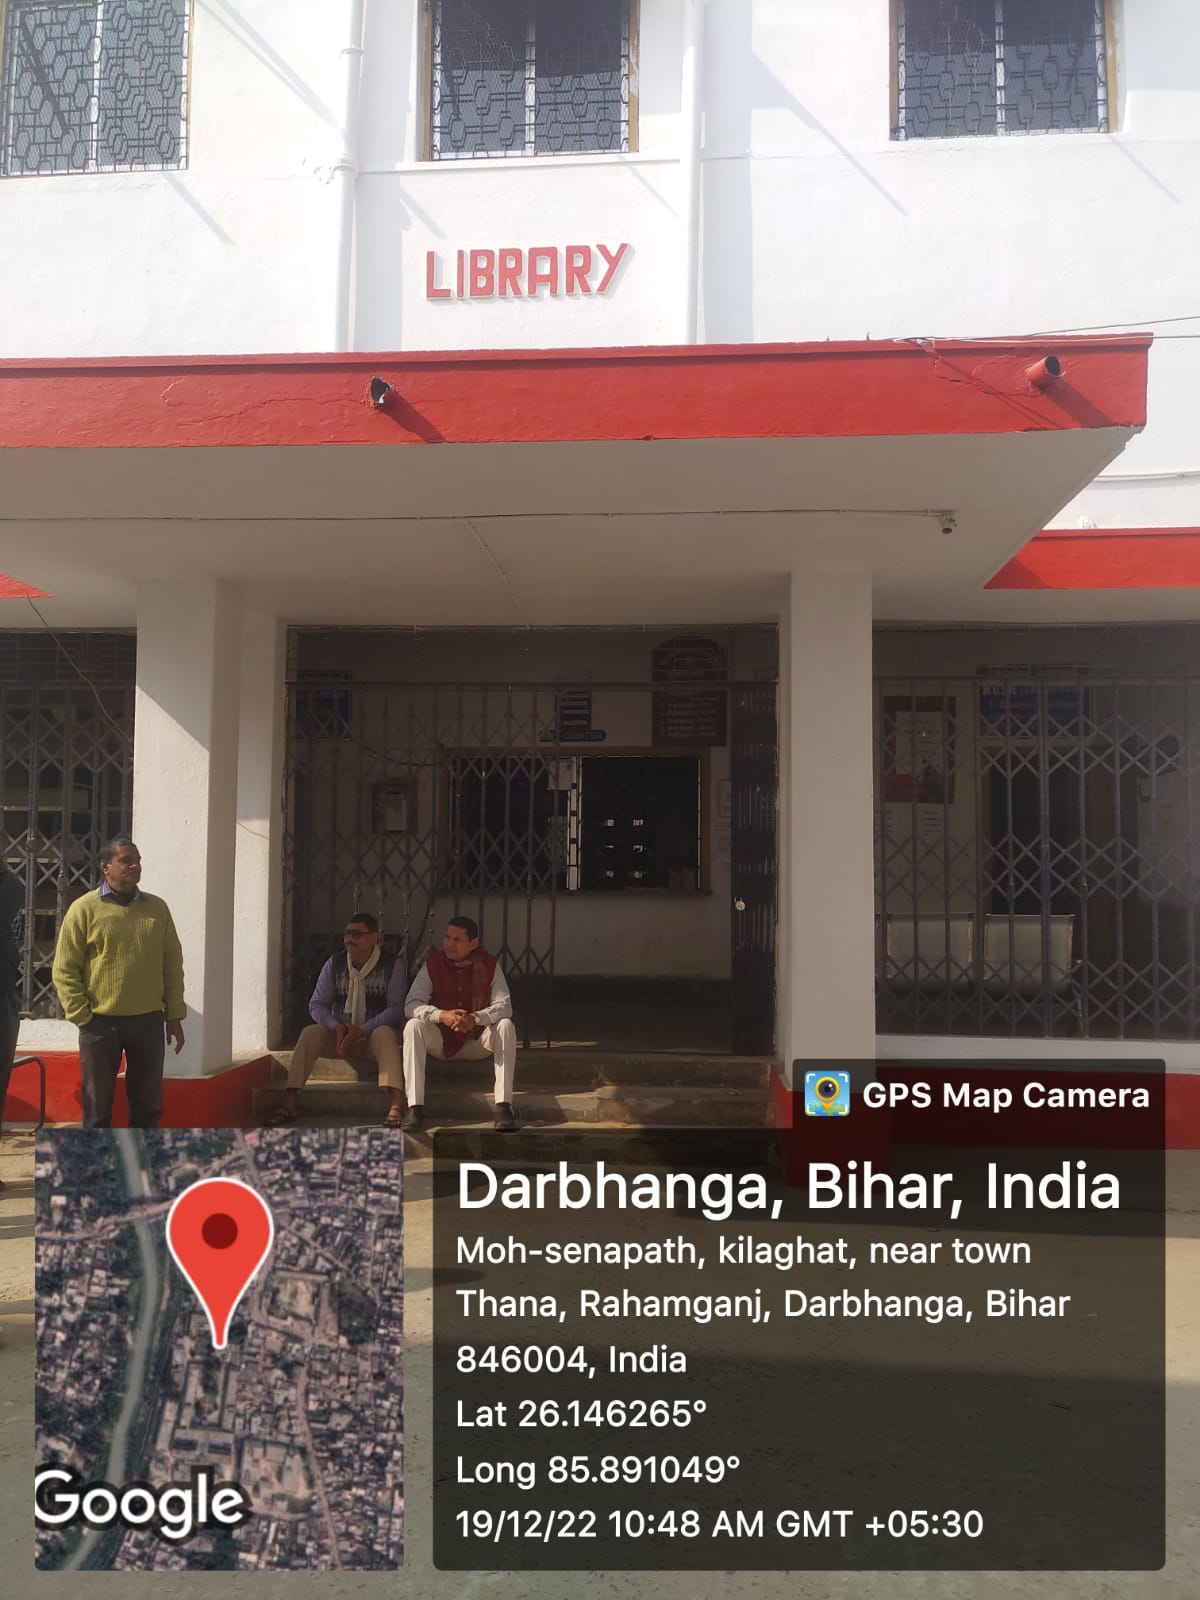 LIBRARY
COUNTER
GPS Map Camera
Darbhanga, Bihar, India
Moh-senapath, kilaghat, near town
Thana, Rahamganj, Darbhanga, Bihar
846004, India
Lat 26.146265°
Long 85.891049°
19/12/22 10:48 AM GMT +05:30
Google